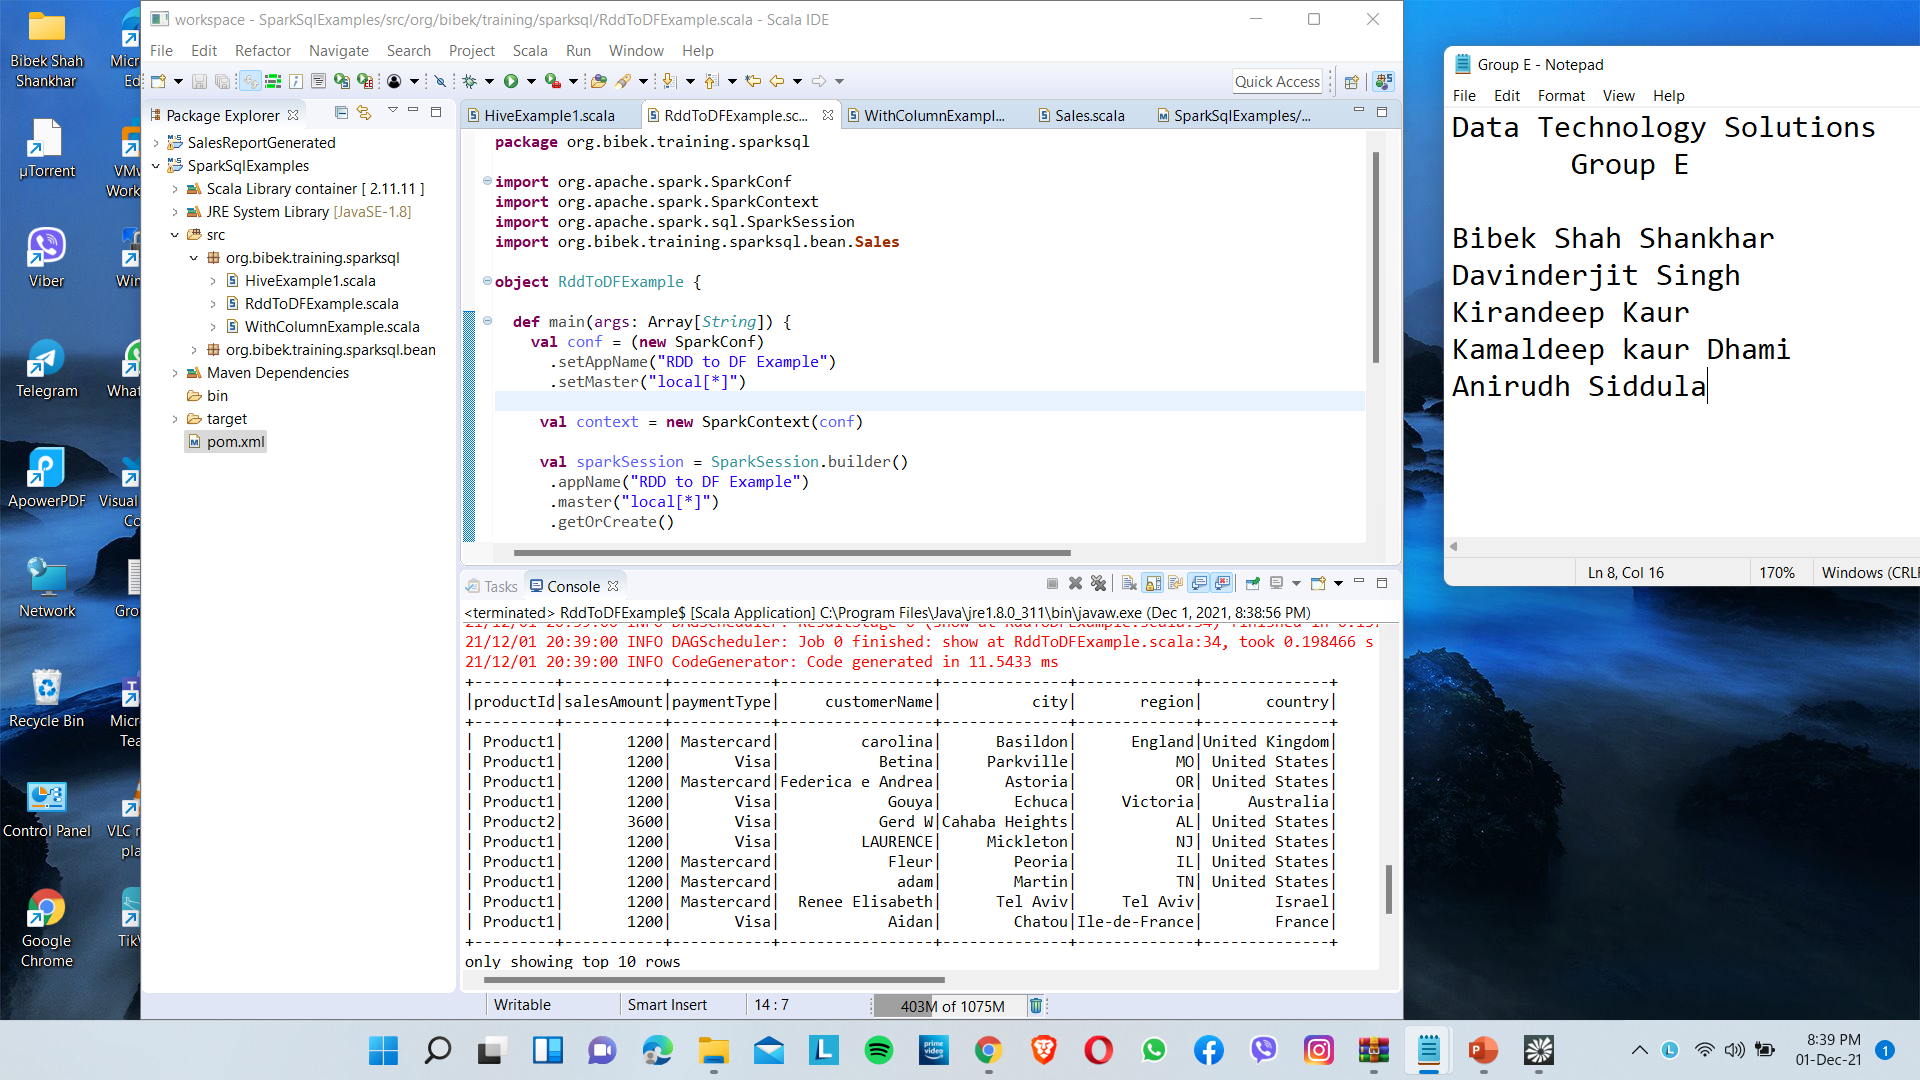 Bibek Shah
Shankhar
µTorrent
Viber
Telegram
ApowerPDF
Network
Recycle Bin
Control Panel
Google
Chrome
workspace - SparkSqlExamples/src/org/bibek/training/sparksql/RddToDFExample.scala - Scala IDE
File Edit Refactor Navigate Search Project Scala Run Window Help
Quick Access
Package Explorer
SalesReportGenerated
SparkSqlExamples
Scala Library container [ 2.11.11 ]
JRE System Library [JavaSE-1.8]
src
org.bibek.training.sparksql
HiveExample1.scala
RddToDFExample.scala
WithColumnExample.scala
org.bibek.training.sparksql.bean
Maven Dependencies
bin
target
pom.xml
HiveExample1.scala RddToDFExample.sc... WithColumnExampl... Sales.scala SparkSqlExamples/...
package org.bibek.training.sparksql
import org.apache.spark.SparkConf
import org.apache.spark.SparkContext
import org.apache.spark.sql.SparkSession
import org.bibek.training.sparksql.bean.Sales
object RddToDFExample {
def main(args: Array[String]) {
val conf = (new SparkConf)
.setAppName("RDD to DF Example")
.setMaster("local[*]")
val context = new SparkContext(conf)
val sparkSession = SparkSession.builder()
.appName("RDD to DF Example")
.master("local[*]")
.getOrCreate()
Tasks Console
<terminated> RddToDFExample$ [Scala Application] C:\Program Files\Java\jre1.8.0_311\bin\javaw.exe (Dec 1, 2021, 8:38:56 PM)
21/12/01 20:39:00 INFO DAGScheduler: Job 0 finished: show at RddToDFExample.scala:34, took 0.198466 s
21/12/01 20:39:00 INFO CodeGenerator: Code generated in 11.5433 ms
+---------+-----------+-----------+-----------------+--------------+-------------+--------------+
|productId|salesAmount|paymentType|     customerName|          city|       region|       country|
+---------+-----------+-----------+-----------------+--------------+-------------+--------------+
| Product1|       1200| Mastercard|         carolina|      Basildon|      England|United Kingdom|
| Product1|       1200|       Visa|           Betina|     Parkville|           MO| United States|
| Product1|       1200| Mastercard|Federica e Andrea|       Astoria|           OR| United States|
| Product1|       1200|       Visa|            Gouya|        Echuca|     Victoria|     Australia|
| Product2|       3600|       Visa|           Gerd W|Cahaba Heights|           AL| United States|
| Product1|       1200|       Visa|         LAURENCE|     Mickleton|           NJ| United States|
| Product1|       1200| Mastercard|            Fleur|        Peoria|           IL| United States|
| Product1|       1200| Mastercard|             adam|        Martin|           TN| United States|
| Product1|       1200| Mastercard|  Renee Elisabeth|      Tel Aviv|     Tel Aviv|        Israel|
| Product1|       1200|       Visa|            Aidan|        Chatou|Ile-de-France|        France|
+---------+-----------+-----------+-----------------+--------------+-------------+--------------+
only showing top 10 rows
Writable Smart Insert 14 : 7 403M of 1075M
Group E - Notepad
File Edit Format View Help
Data Technology Solutions
Group E
Bibek Shah Shankhar
Davinderjit Singh
Kirandeep Kaur
Kamaldeep kaur Dhami
Anirudh Siddula
Ln 8, Col 16 170% Windows (CRLF
prime
video
8:39 PM
01-Dec-21
1